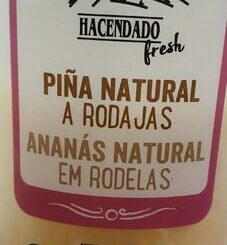 HACENDADO
fresh
PIÑA NATURAL
A RODAJAS
ANANÁS NATURAL
EM RODELAS